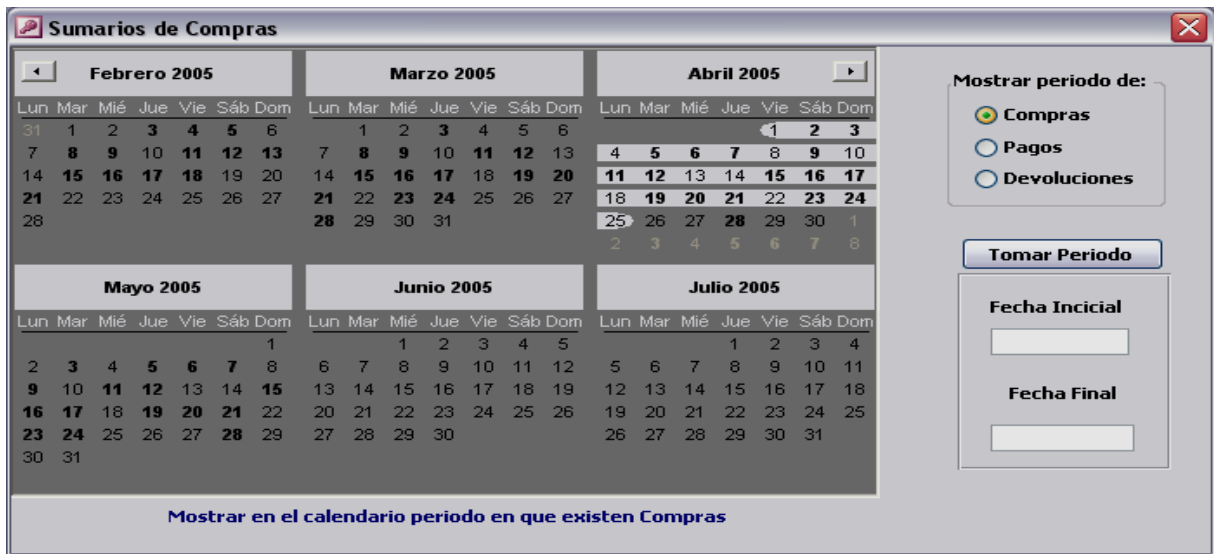 Sumarios de Compras
Febrero 2005
Lun Mar Mié Jue Vie Sáb Dom
31 1 2 3 4 5 6
7 8 9 10 11 12 13
14 15 16 17 18 19 20
21 22 23 24 25 26 27
28
Marzo 2005
Lun Mar Mié Jue Vie Sáb Dom
1 2 3 4 5 6
7 8 9 10 11 12 13
14 15 16 17 18 19 20
21 22 23 24 25 26 27
28 29 30 31
Abril 2005
Lun Mar Mié Jue Vie Sáb Dom
1 2 3
4 5 6 7 8 9 10
11 12 13 14 15 16 17
18 19 20 21 22 23 24
25 26 27 28 29 30 1
2 3 4 5 6 7 8
Mayo 2005
Lun Mar Mié Jue Vie Sáb Dom
1
2 3 4 5 6 7 8
9 10 11 12 13 14 15
16 17 18 19 20 21 22
23 24 25 26 27 28 29
30 31
Junio 2005
Lun Mar Mié Jue Vie Sáb Dom
1 2 3 4 5
6 7 8 9 10 11 12
13 14 15 16 17 18 19
20 21 22 23 24 25 26
27 28 29 30
Julio 2005
Lun Mar Mié Jue Vie Sáb Dom
1 2 3 4
5 6 7 8 9 10 11
12 13 14 15 16 17 18
19 20 21 22 23 24 25
26 27 28 29 30 31
Mostrar periodo de:
Compras
Pagos
Devoluciones
Tomar Periodo
Fecha Incicial
Fecha Final
Mostrar en el calendario periodo en que existen Compras